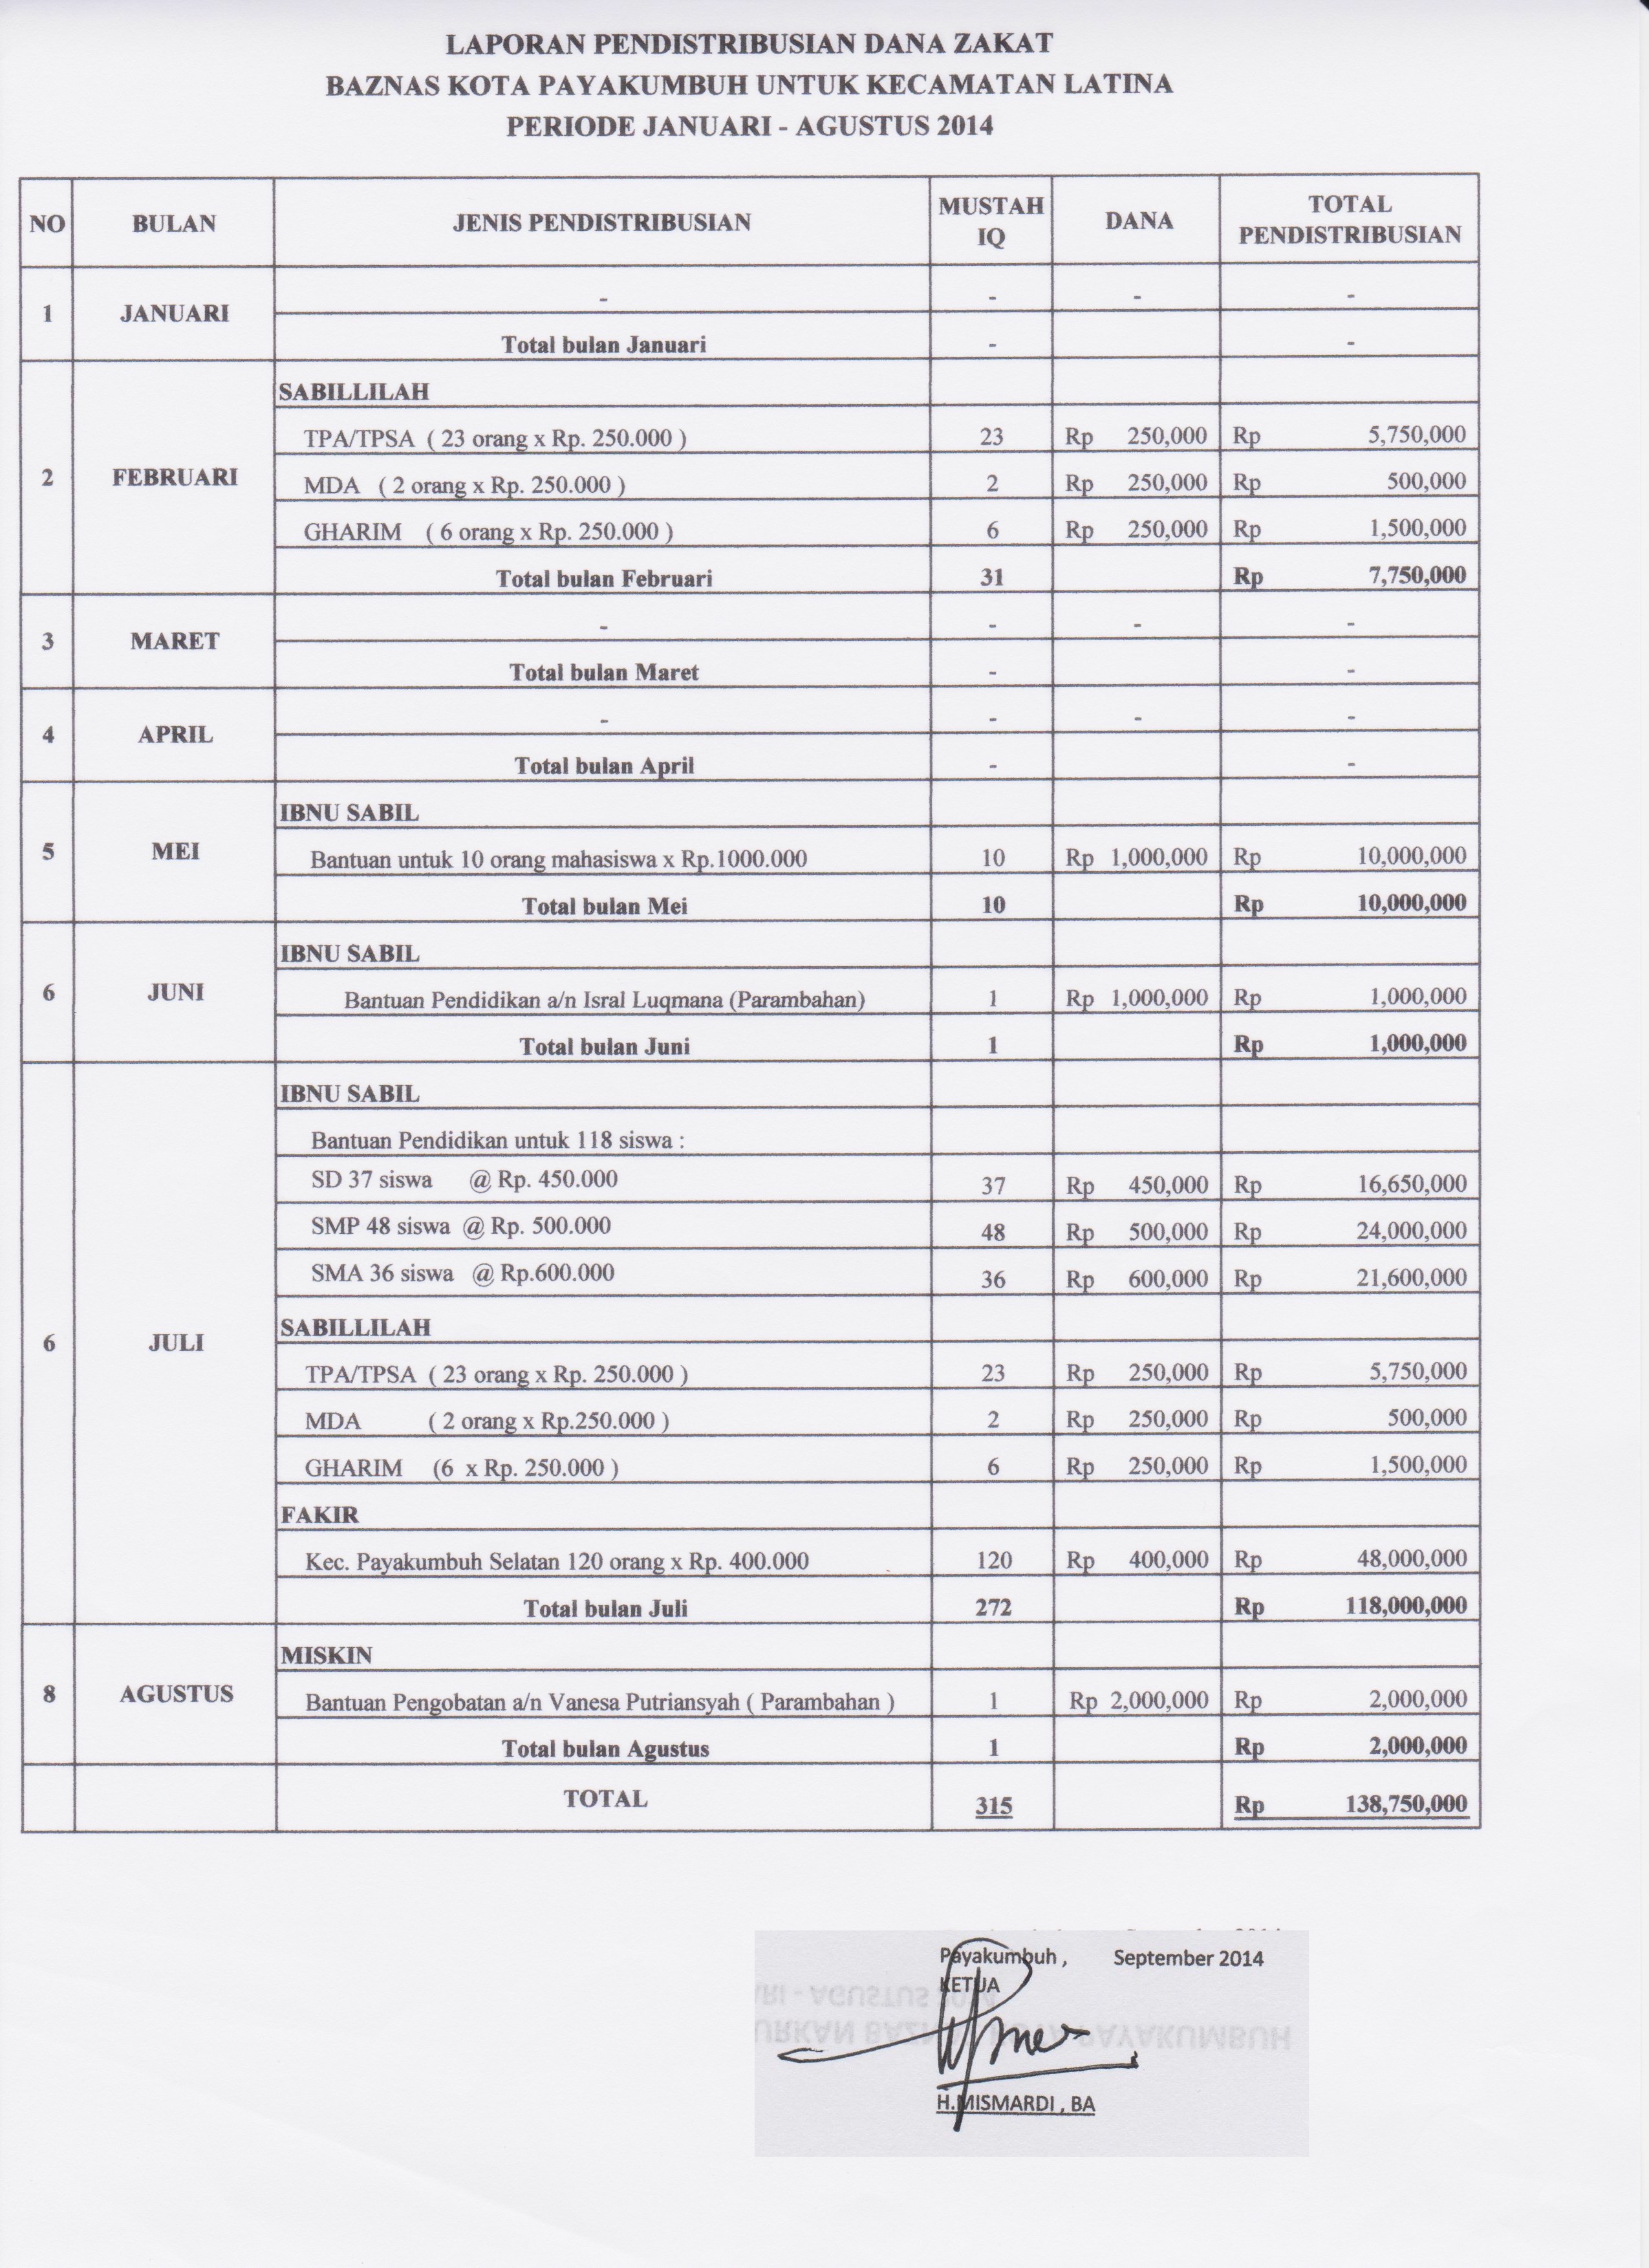 LAPORAN PENDISTRIBUSIAN DANA ZAKAT
BAZNAS KOTA PAYAKUMBUH UNTUK KECAMATAN LATINA
PERIODE JANUARI - AGUSTUS 2014
NO BULAN JENIS PENDISTRIBUSIAN MUSTAH IQ DANA TOTAL PENDISTRIBUSIAN
1 JANUARI - - - -
Total bulan Januari - -
2 FEBRUARI SABILLILAH
TPA/TPSA ( 23 orang x Rp. 250.000 ) 23 Rp 250,000 Rp 5,750,000
MDA ( 2 orang x Rp. 250.000 ) 2 Rp 250,000 Rp 500,000
GHARIM ( 6 orang x Rp. 250.000 ) 6 Rp 250,000 Rp 1,500,000
Total bulan Februari 31 Rp 7,750,000
3 MARET - - - -
Total bulan Maret - -
4 APRIL - - - -
Total bulan April - -
5 MEI IBNU SABIL
Bantuan untuk 10 orang mahasiswa x Rp.1000.000 10 Rp 1,000,000 Rp 10,000,000
Total bulan Mei 10 Rp 10,000,000
6 JUNI IBNU SABIL
Bantuan Pendidikan a/n Isral Luqmana (Parambahan) 1 Rp 1,000,000 Rp 1,000,000
Total bulan Juni 1 Rp 1,000,000
6 JULI IBNU SABIL
Bantuan Pendidikan untuk 118 siswa :
SD 37 siswa @ Rp. 450.000 37 Rp 450,000 Rp 16,650,000
SMP 48 siswa @ Rp. 500.000 48 Rp 500,000 Rp 24,000,000
SMA 36 siswa @ Rp.600.000 36 Rp 600,000 Rp 21,600,000
SABILLILAH
TPA/TPSA ( 23 orang x Rp. 250.000 ) 23 Rp 250,000 Rp 5,750,000
MDA ( 2 orang x Rp.250.000 ) 2 Rp 250,000 Rp 500,000
GHARIM (6 x Rp. 250.000 ) 6 Rp 250,000 Rp 1,500,000
FAKIR
Kec. Payakumbuh Selatan 120 orang x Rp. 400.000 120 Rp 400,000 Rp 48,000,000
Total bulan Juli 272 Rp 118,000,000
8 AGUSTUS MISKIN
Bantuan Pengobatan a/n Vanesa Putriansyah ( Parambahan ) 1 Rp 2,000,000 Rp 2,000,000
Total bulan Agustus 1 Rp 2,000,000
TOTAL 315 Rp 138,750,000
Payakumbuh , September 2014
KETUA
H.MISMARDI , BA